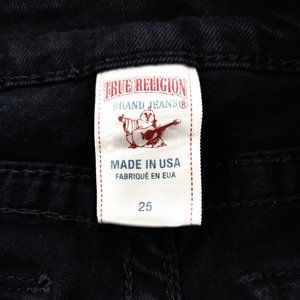 TRUE RELIGION
BRAND JEANS ®
MADE IN USA
FABRIQUÉ EN EUA
25